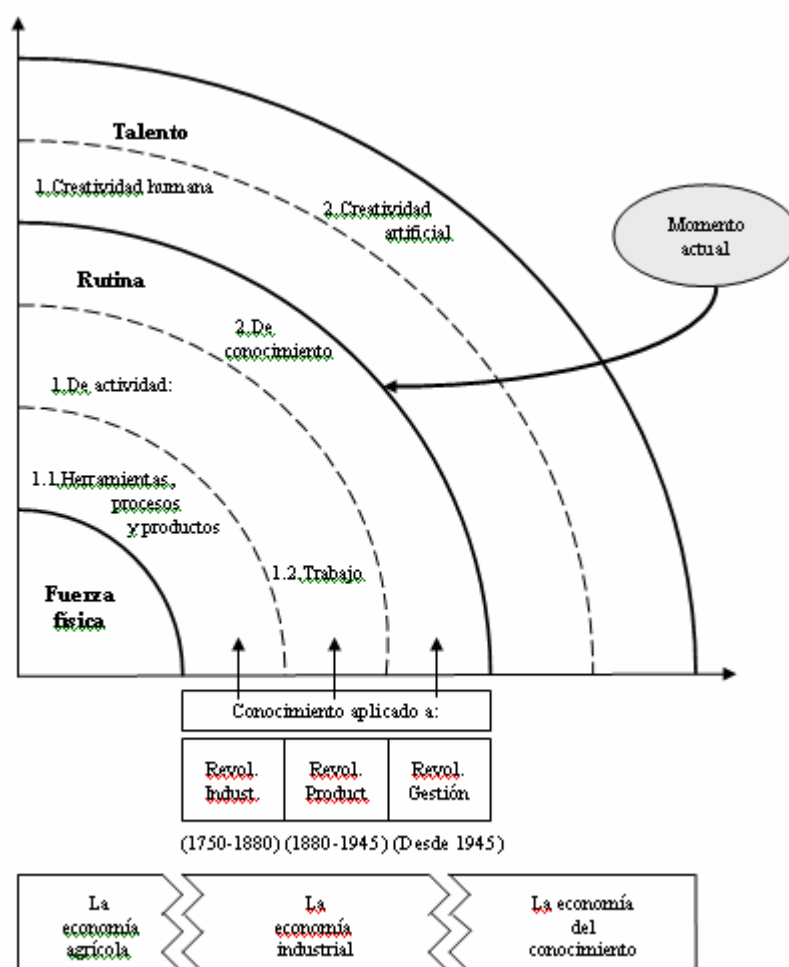 Talento
1.Creatividad humana
2.Creatividad
artificial
Momento
actual
Rutina
2.De
conocimiento
1.De actividad:
1.1.Herramientas,
procesos
y productos
1.2.Trabajo
Fuerza
física
Conocimiento aplicado a:
Revol.
Indust.
Revol.
Product
Revol.
Gestión
(1750-1880) (1880-1945) (Desde 1945)
La
economía
agrícola
La
economía
industrial
La economía
del
conocimiento